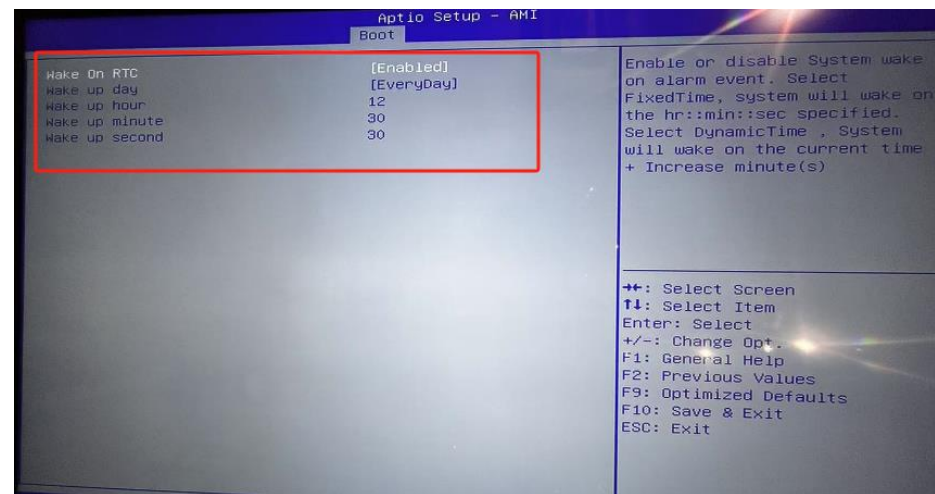 Aptio Setup - AMI
Boot
Wake On RTC [Enabled]
Wake up day [EveryDay]
Wake up hour 12
Wake up minute 30
Wake up second 30
Enable or disable System wake
on alarm event. Select
FixedTime, system will wake on
the hr::min::sec specified.
Select DynamicTime , System
will wake on the current time
+ Increase minute(s)
→←: Select Screen
↑↓: Select Item
Enter: Select
+/-: Change Opt.
F1: General Help
F2: Previous Values
F9: Optimized Defaults
F10: Save & Exit
ESC: Exit